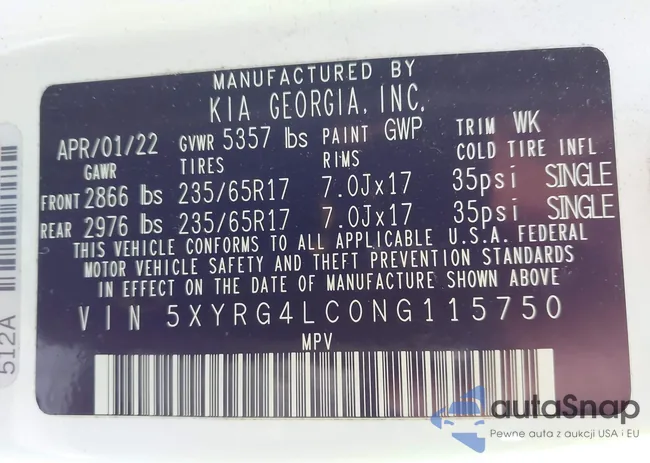 MANUFACTURED BY
KIA GEORGIA, INC.
APR/01/22 GVWR 5357 lbs PAINT GWP TRIM WK
GAWR TIRES RIMS COLD TIRE INFL
FRONT 2866 lbs 235/65R17 7.0Jx17 35psi SINGLE
REAR 2976 lbs 235/65R17 7.0Jx17 35psi SINGLE
THIS VEHICLE CONFORMS TO ALL APPLICABLE U.S.A. FEDERAL
MOTOR VEHICLE SAFETY AND THEFT PREVENTION STANDARDS
IN EFFECT ON THE DATE OF MANUFACTURE SHOWN ABOVE
VIN 5XYRG4LC0NG115750
MPV
512A
autaSnap
Pewne auta z aukcji USA i EU